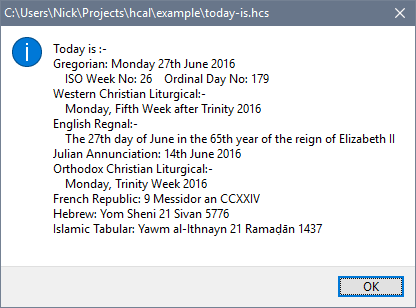 C:\Users\Nick\Projects\hcal\example\today-is.hcs
Today is :-
Gregorian: Monday 27th June 2016
ISO Week No: 26    Ordinal Day No: 179
Western Christian Liturgical:-
Monday, Fifth Week after Trinity 2016
English Regnal:-
The 27th day of June in the 65th year of the reign of Elizabeth II
Julian Annunciation: 14th June 2016
Orthodox Christian Liturgical:-
Monday, Trinity Week 2016
French Republic: 9 Messidor an CCXXIV
Hebrew: Yom Sheni 21 Sivan 5776
Islamic Tabular: Yawm al-Ithnayn 21 Ramaḍān 1437
OK